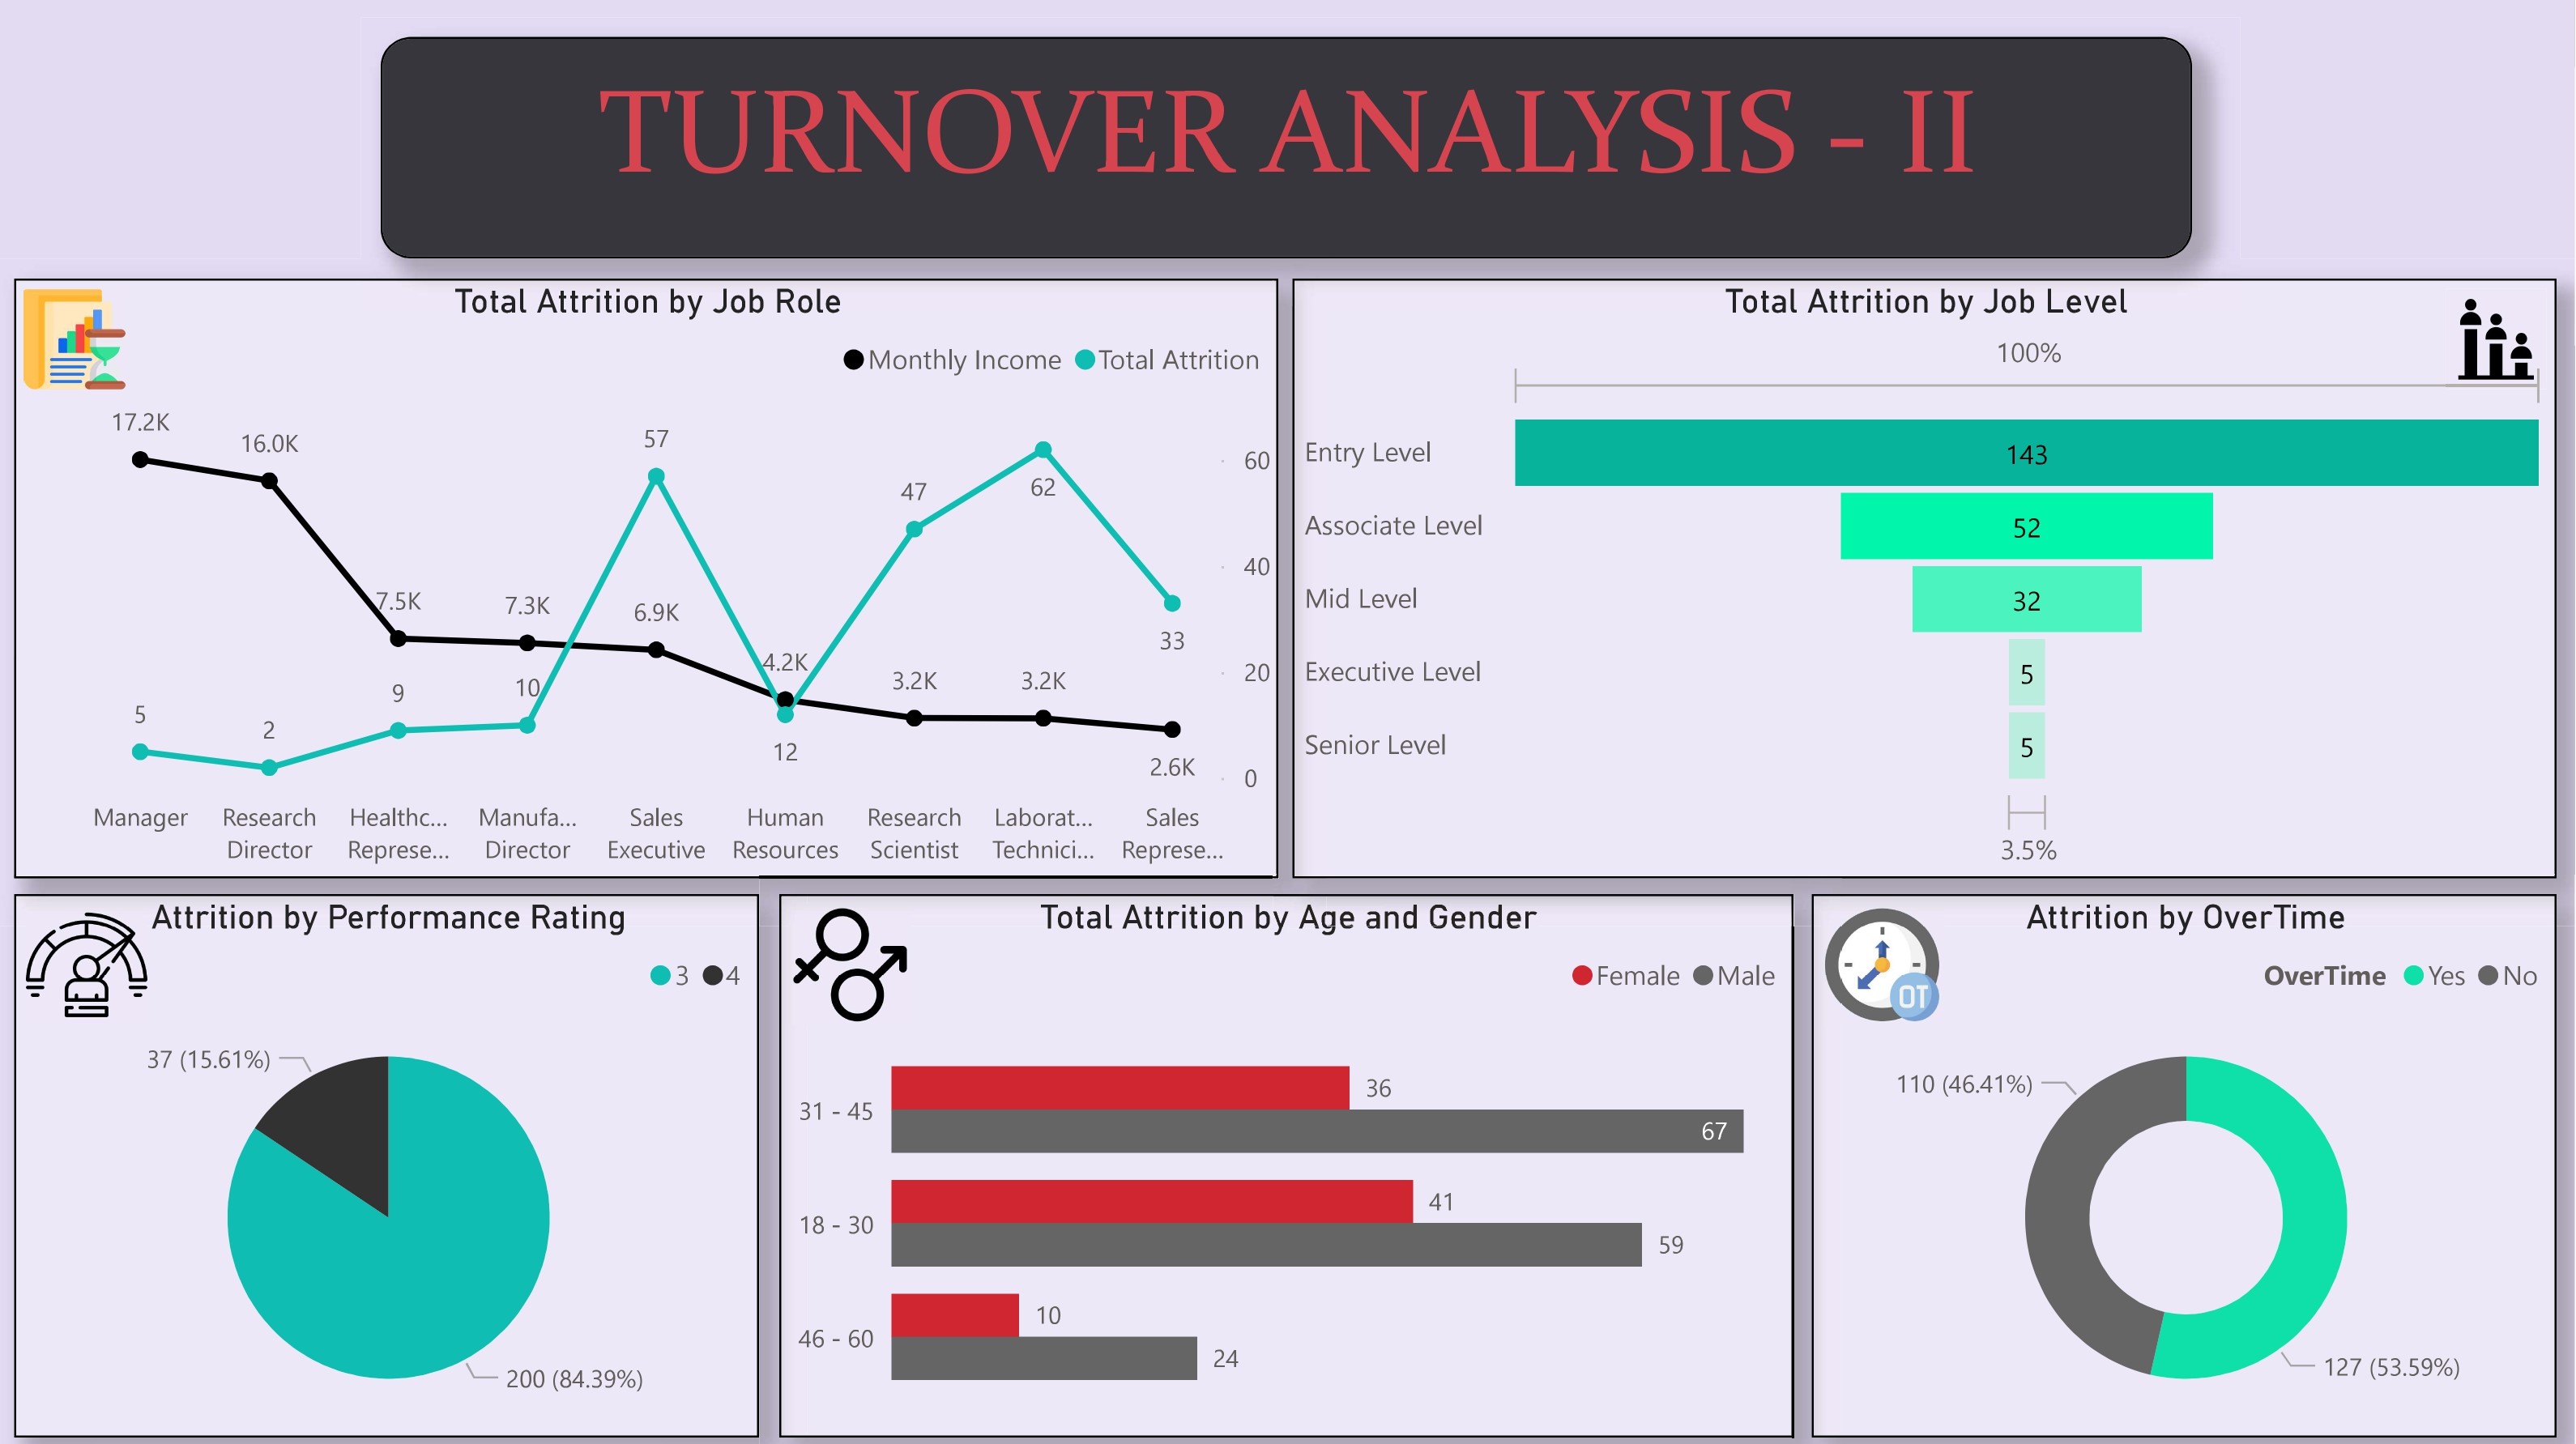 TURNOVER ANALYSIS - II
Total Attrition by Job Role
Monthly Income Total Attrition
17.2K
16.0K
7.5K
7.3K
6.9K
4.2K
3.2K
3.2K
2.6K
5
2
9
10
57
12
47
62
33
60
40
20
0
Manager
Research
Director
Healthc...
Represe...
Manufa...
Director
Sales
Executive
Human
Resources
Research
Scientist
Laborat...
Technici...
Sales
Represe...
Total Attrition by Job Level
100%
Entry Level 143
Associate Level 52
Mid Level 32
Executive Level 5
Senior Level 5
3.5%
Attrition by Performance Rating
3 4
37 (15.61%)
200 (84.39%)
Total Attrition by Age and Gender
Female Male
31 - 45
36
67
18 - 30
41
59
46 - 60
10
24
Attrition by OverTime
OT
OverTime Yes No
110 (46.41%)
127 (53.59%)